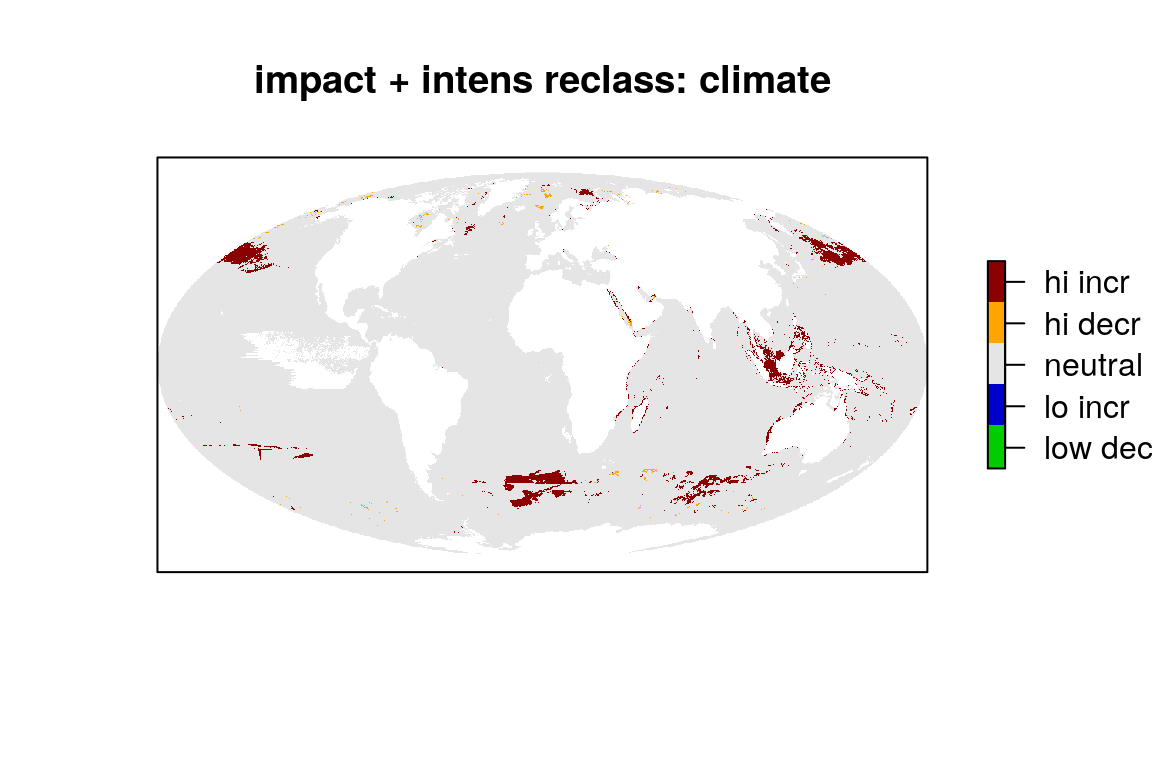 impact + intens reclass: climate
hi incr
hi decr
neutral
lo incr
low dec